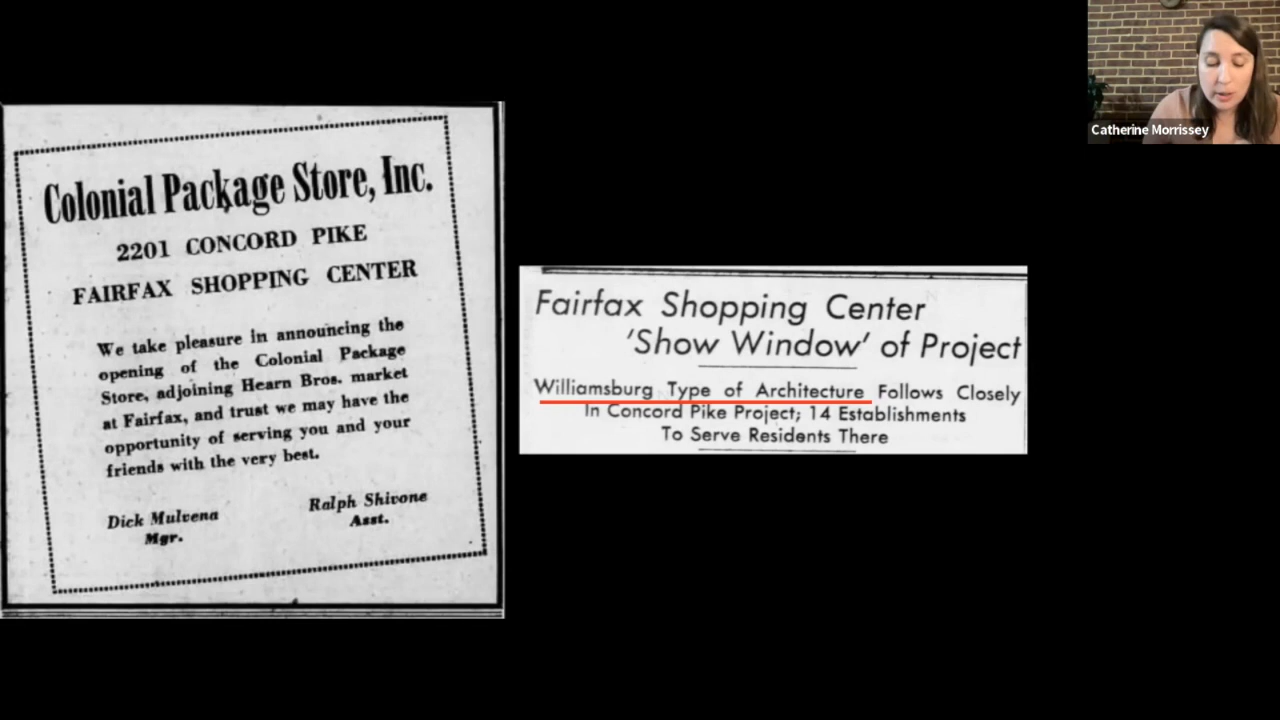 Colonial Package Store, Inc.
2201 CONCORD PIKE
FAIRFAX SHOPPING CENTER
We take pleasure in announcing the
opening of the Colonial Package
Store, adjoining Hearn Bros. market
at Fairfax, and trust we may have the
opportunity of serving you and your
friends with the very best.
Dick Mulvena
Mgr.
Ralph Shivone
Asst.
Fairfax Shopping Center
'Show Window' of Project
Williamsburg Type of Architecture Follows Closely
In Concord Pike Project; 14 Establishments
To Serve Residents There
Catherine Morrissey